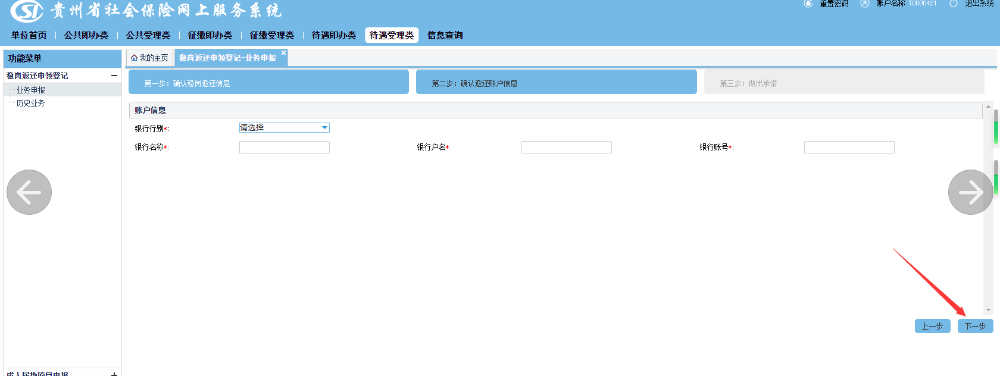 SI 贵州省社会保险网上服务系统
重置密码 账户名称:70000421 退出系统
单位首页 公共即办类 公共受理类 征缴即办类 征缴受理类 待遇即办类 待遇受理类 信息查询
功能菜单
我的主页 稳岗返还申领登记-业务申报
稳岗返还申领登记
业务申报
历史业务
第一步：确认稳岗返还信息 第二步：确认返还账户信息 第三步：做出承诺
账户信息
银行行别*: 请选择
银行名称*: 银行户名*: 银行账号*:
上一步 下一步